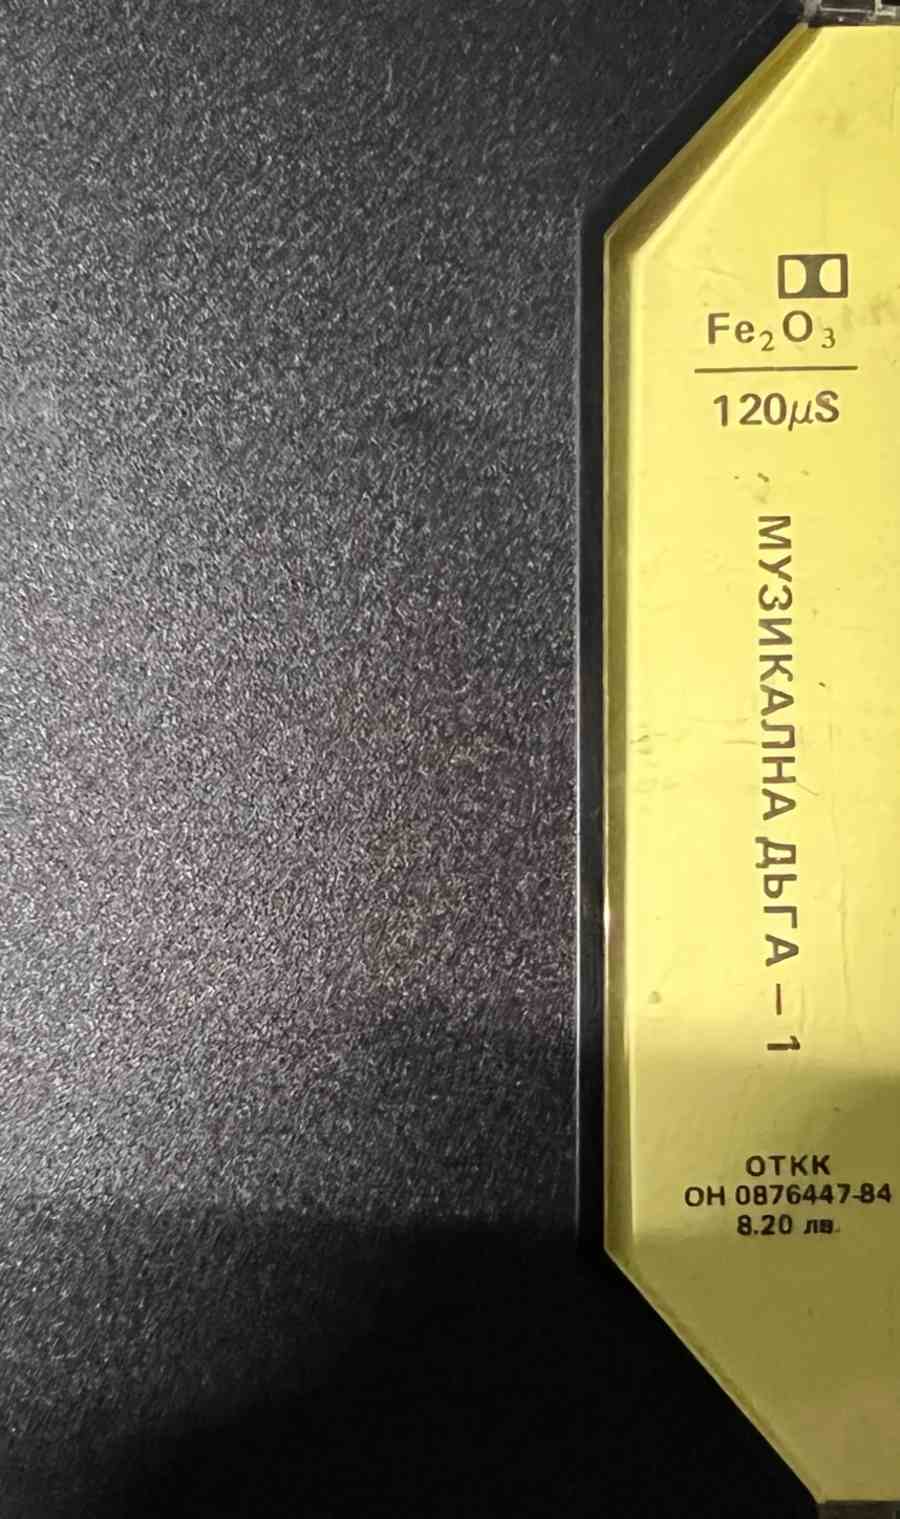 Fe₂O₃
120µS
МУЗИКАЛНА ДЪГА – 1
ОТКК
ОН 0876447-84
8.20 лв.